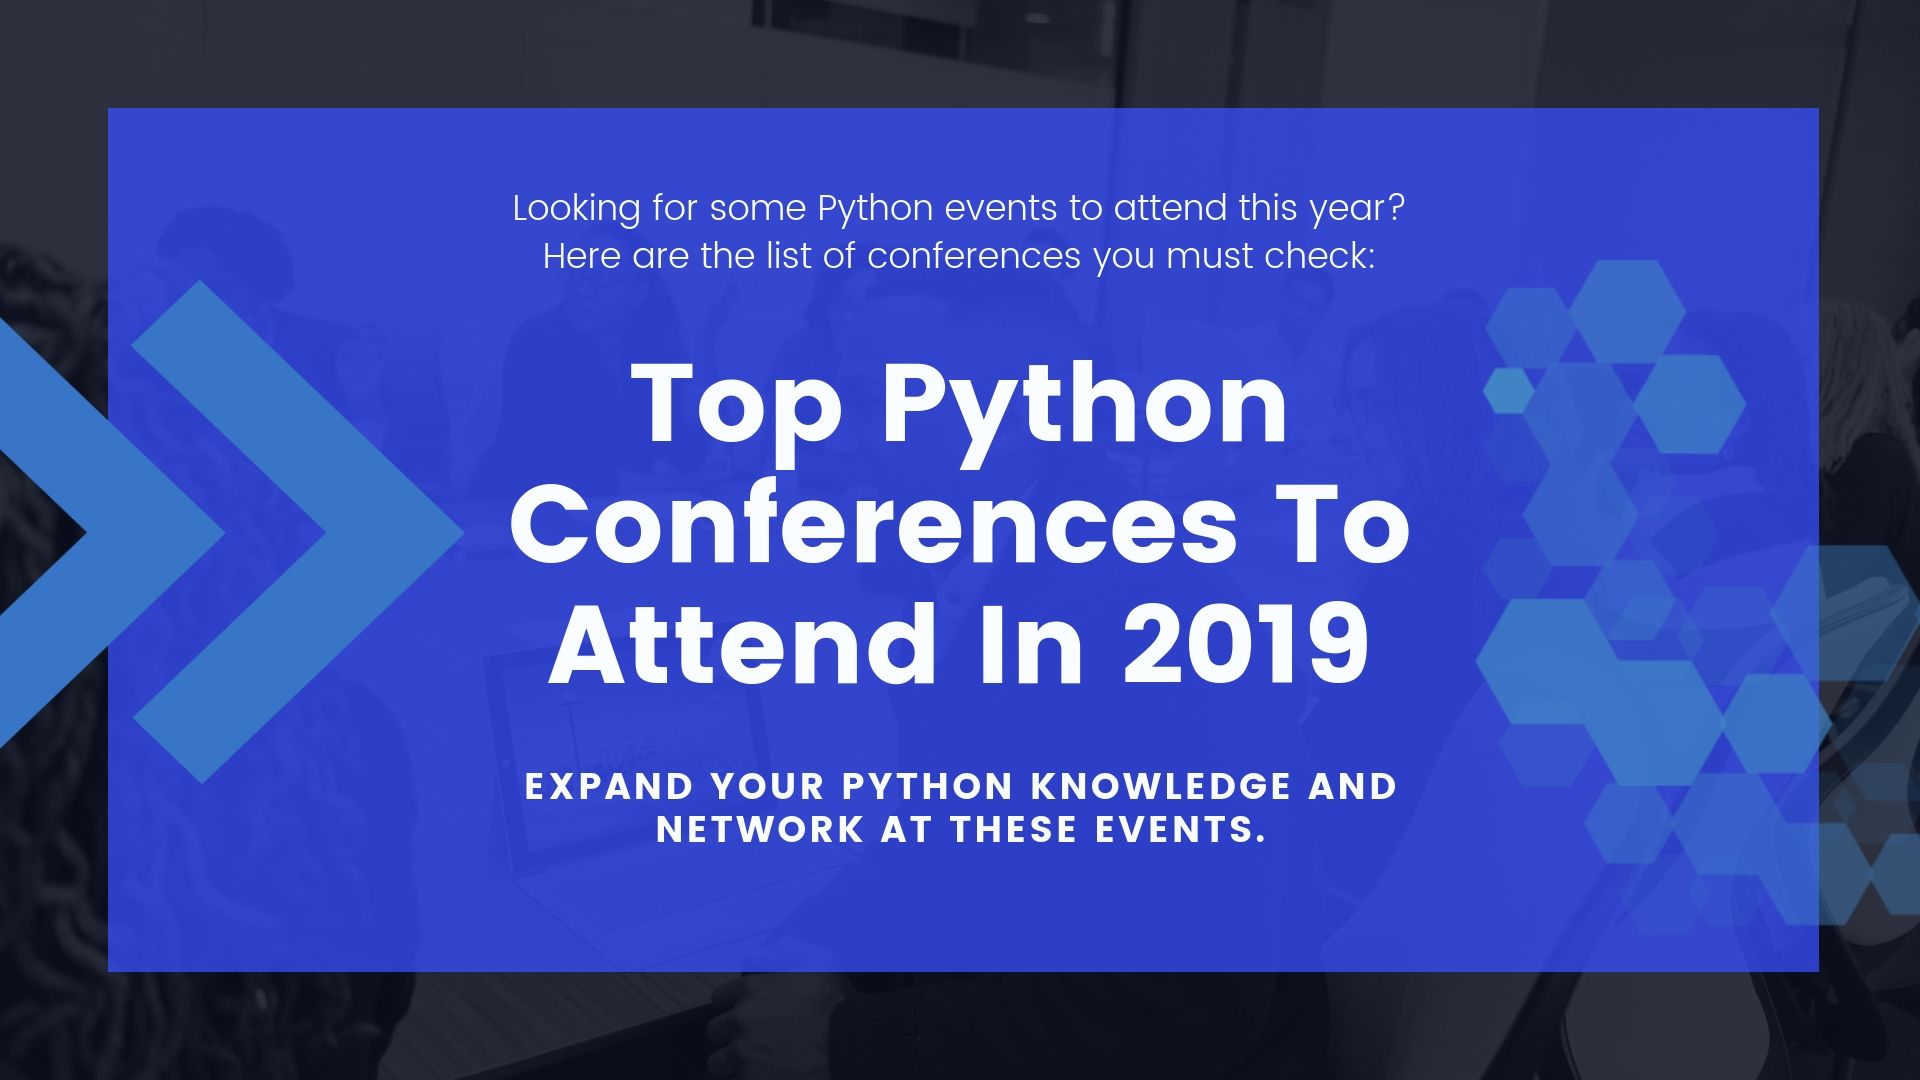 Looking for some Python events to attend this year?
Here are the list of conferences you must check:
Top Python
Conferences To
Attend In 2019
EXPAND YOUR PYTHON KNOWLEDGE AND
NETWORK AT THESE EVENTS.